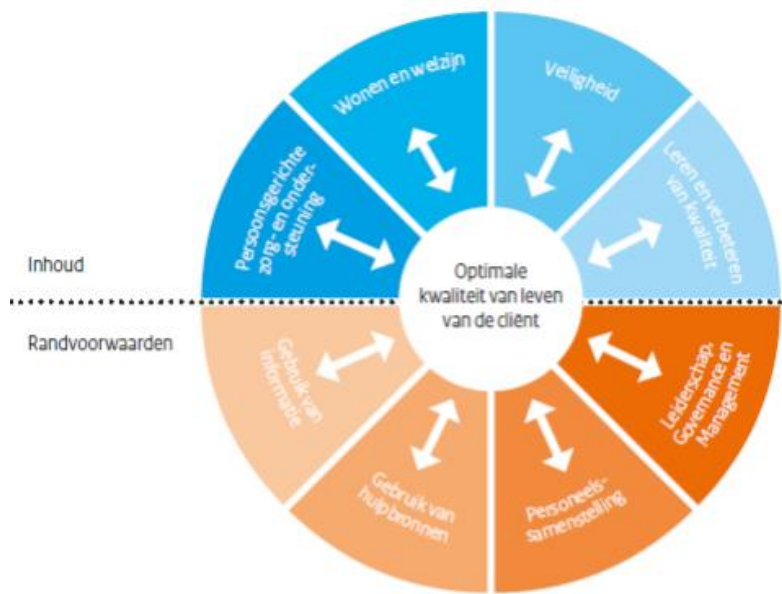 Wonen en welzijn
Veiligheid
Persoonsgerichte
zorg- en onder-
steuning
Leren en verbeteren
van kwaliteit
Inhoud
Optimale
kwaliteit van leven
van de cliënt
Randvoorwaarden
Gebruik van
informatie
Leiderschap,
Governance en
Management
Gebruik van
hulpbronnen
Personeels-
samenstelling